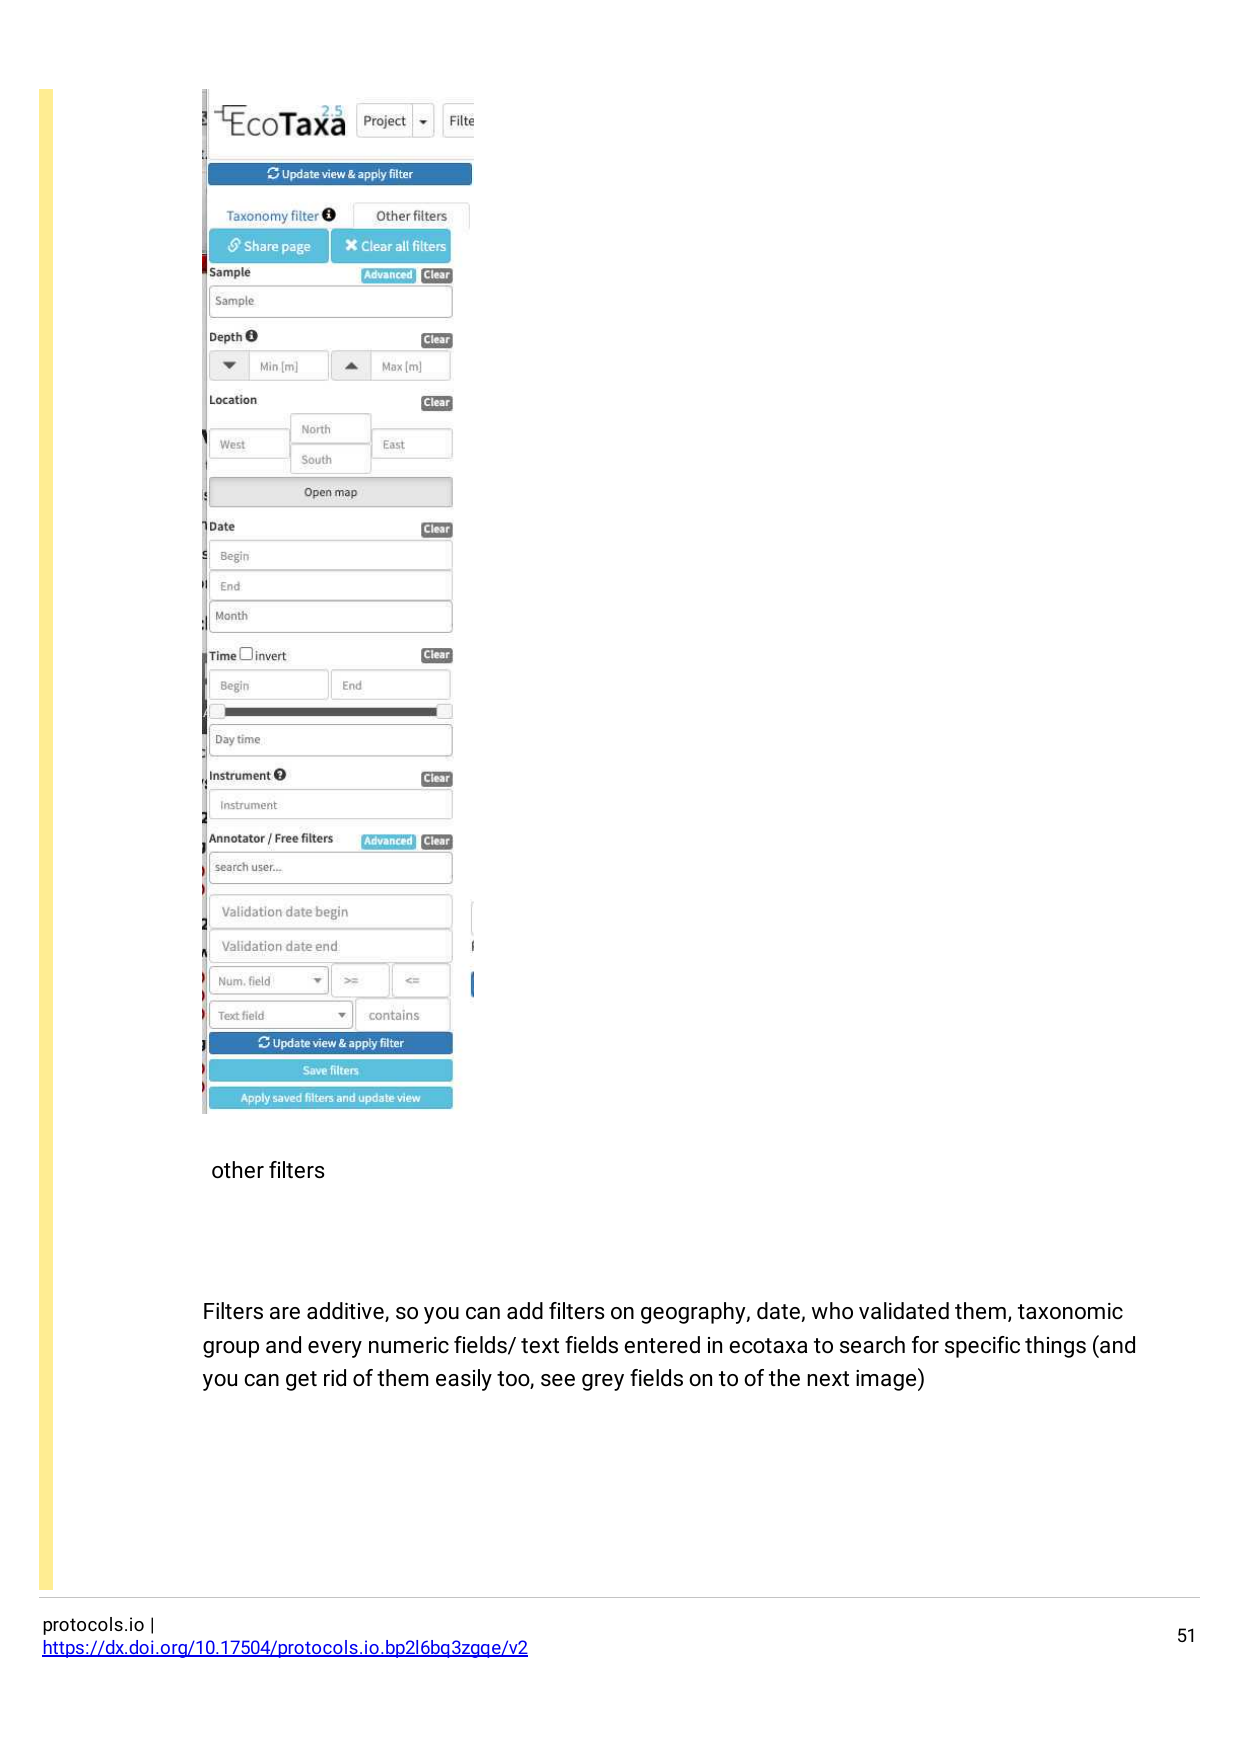 EcoTaxa 2.5 Project Filte
Update view & apply filter
Taxonomy filter Other filters
Share page Clear all filters
Sample Advanced Clear
Sample
Depth Clear
Min [m] Max [m]
Location Clear
North
West East
South
Open map
Date Clear
Begin
End
Month
Time invert Clear
Begin End
Day time
Instrument Clear
Instrument
Annotator / Free filters Advanced Clear
search user...
Validation date begin
Validation date end
Num. field >= <=
Text field contains
Update view & apply filter
Save filters
Apply saved filters and update view
other filters
Filters are additive, so you can add filters on geography, date, who validated them, taxonomic
group and every numeric fields/ text fields entered in ecotaxa to search for specific things (and
you can get rid of them easily too, see grey fields on to of the next image)
protocols.io |
https://dx.doi.org/10.17504/protocols.io.bp2l6bq3zgqe/v2
51